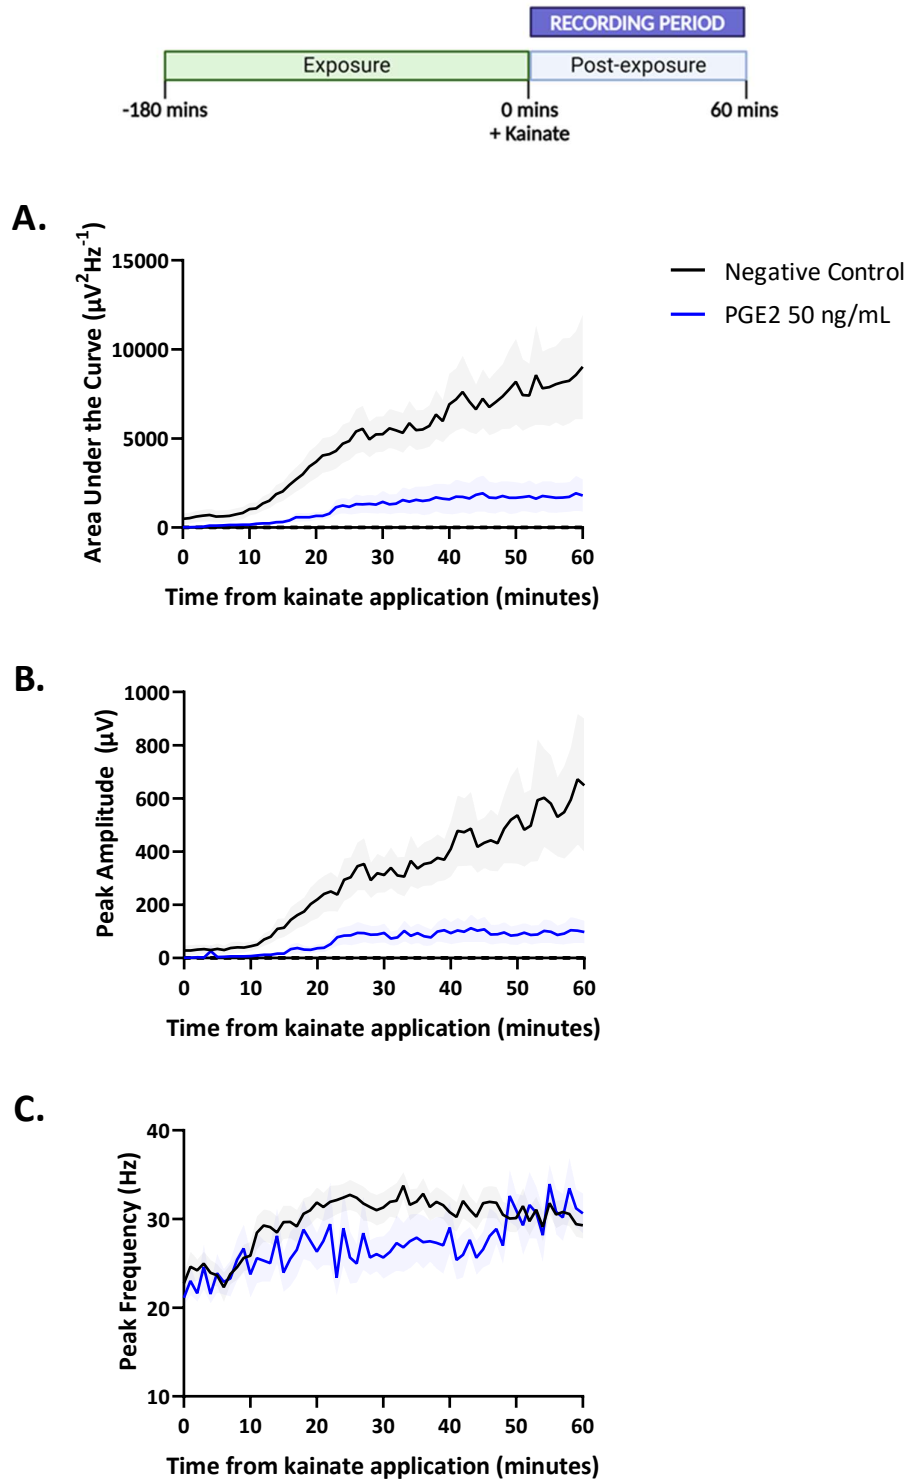 RECORDING PERIOD
Exposure Post-exposure
-180 mins 0 mins 60 mins
+ Kainate
A.
Area Under the Curve (µV²Hz⁻¹)
15000
10000
5000
0
0 10 20 30 40 50 60
Time from kainate application (minutes)
Negative Control
PGE2 50 ng/mL
B.
Peak Amplitude (µV)
1000
800
600
400
200
0
0 10 20 30 40 50 60
Time from kainate application (minutes)
C.
Peak Frequency (Hz)
40
30
20
10
0 10 20 30 40 50 60
Time from kainate application (minutes)